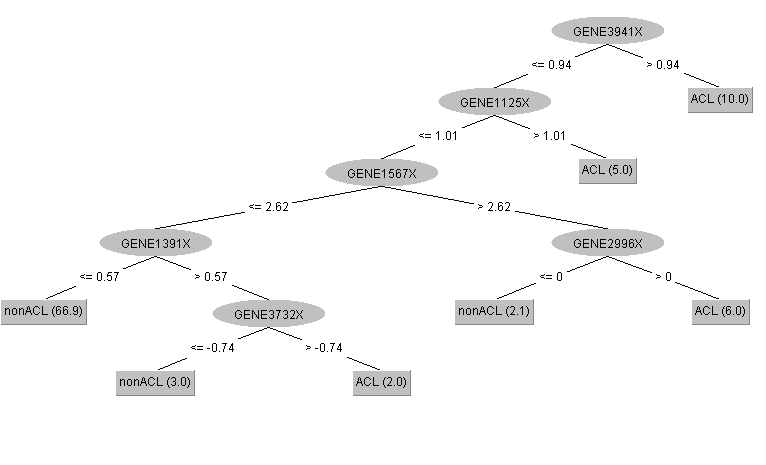 GENE3941X
<= 0.94
> 0.94
GENE1125X
ACL (10.0)
<= 1.01
> 1.01
GENE1567X
ACL (5.0)
<= 2.62
> 2.62
GENE1391X
GENE2996X
<= 0.57
> 0.57
<= 0
> 0
nonACL (66.9)
GENE3732X
nonACL (2.1)
ACL (6.0)
<= -0.74
> -0.74
nonACL (3.0)
ACL (2.0)